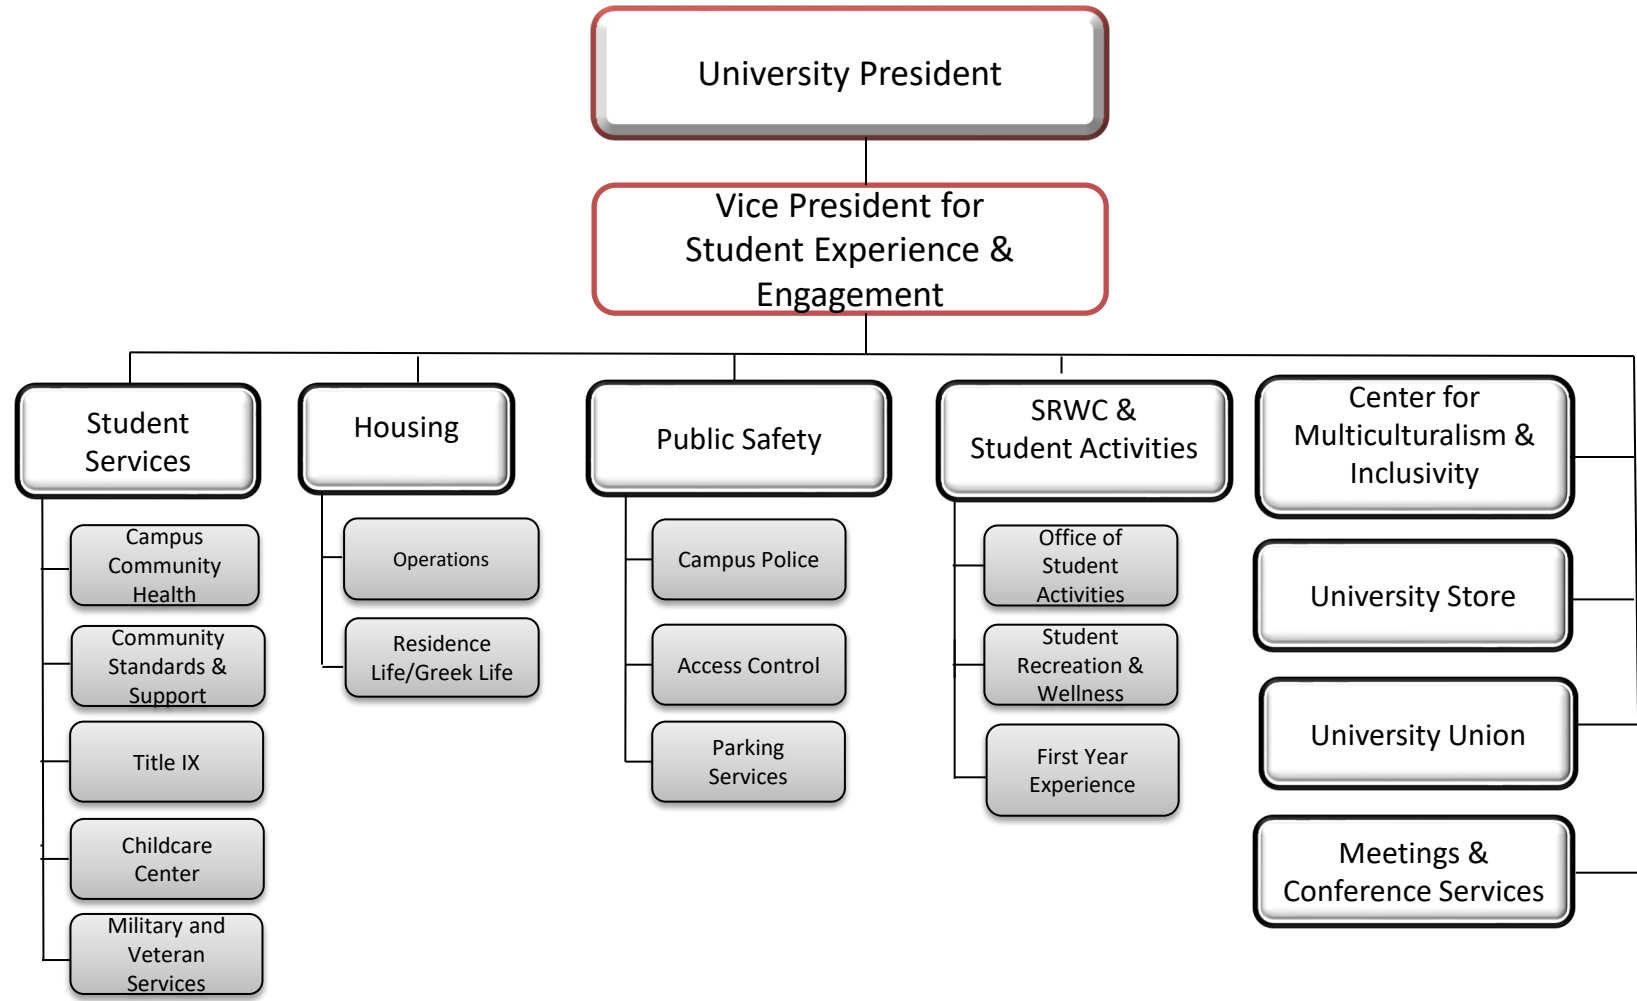 University President
Vice President for
Student Experience &
Engagement
Student
Services
Campus
Community
Health
Community
Standards &
Support
Title IX
Childcare
Center
Military and
Veteran
Services
Housing
Operations
Residence
Life/Greek Life
Public Safety
Campus Police
Access Control
Parking
Services
SRWC &
Student Activities
Office of
Student
Activities
Student
Recreation &
Wellness
First Year
Experience
Center for
Multiculturalism &
Inclusivity
University Store
University Union
Meetings &
Conference Services